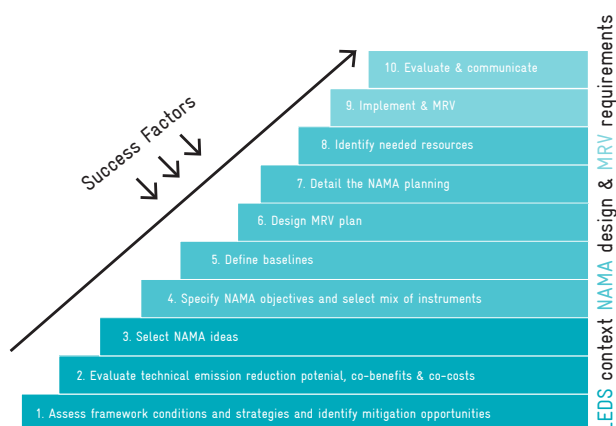 Success Factors
10. Evaluate & communicate
9. Implement & MRV
8. Identify needed resources
7. Detail the NAMA planning
6. Design MRV plan
5. Define baselines
4. Specify NAMA objectives and select mix of instruments
3. Select NAMA ideas
2. Evaluate technical emission reduction potenial, co-benefits & co-costs
1. Assess framework conditions and strategies and identify mitigation opportunities
LEDS context NAMA design & MRV requirements